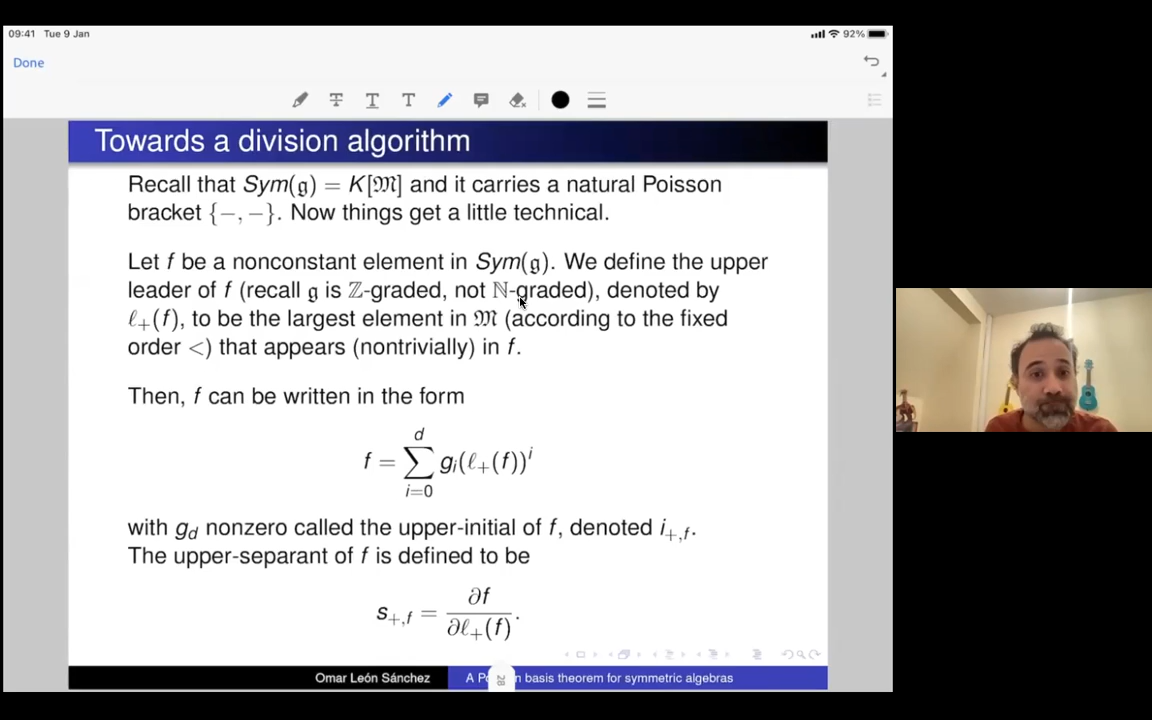 09:41 Tue 9 Jan
92%
Done
Towards a division algorithm
Recall that Sym(𝔤) = K[𝔐] and it carries a natural Poisson
bracket {−, −}. Now things get a little technical.
Let f be a nonconstant element in Sym(𝔤). We define the upper
leader of f (recall 𝔤 is ℤ-graded, not ℕ-graded), denoted by
ℓ₊(f), to be the largest element in 𝔐 (according to the fixed
order <) that appears (nontrivially) in f.
Then, f can be written in the form
f = ∑_{i=0}^{d} g_i(ℓ₊(f))^i
with g_d nonzero called the upper-initial of f, denoted i_{+,f}.
The upper-separant of f is defined to be
s_{+,f} = ∂f / ∂ℓ₊(f).
Omar León Sánchez
A Po n basis theorem for symmetric algebras
28